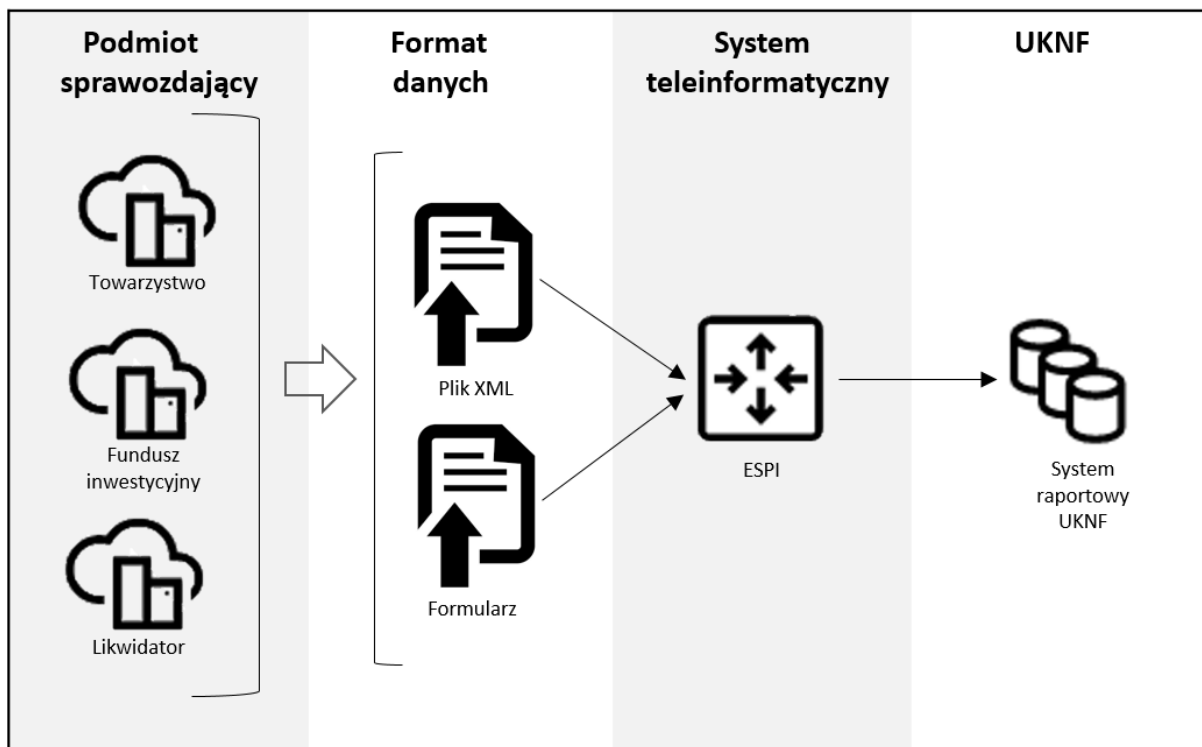 Podmiot
sprawozdający
Format
danych
System
teleinformatyczny
UKNF
Towarzystwo
Fundusz
inwestycyjny
Likwidator
Plik XML
Formularz
ESPI
System
raportowy
UKNF